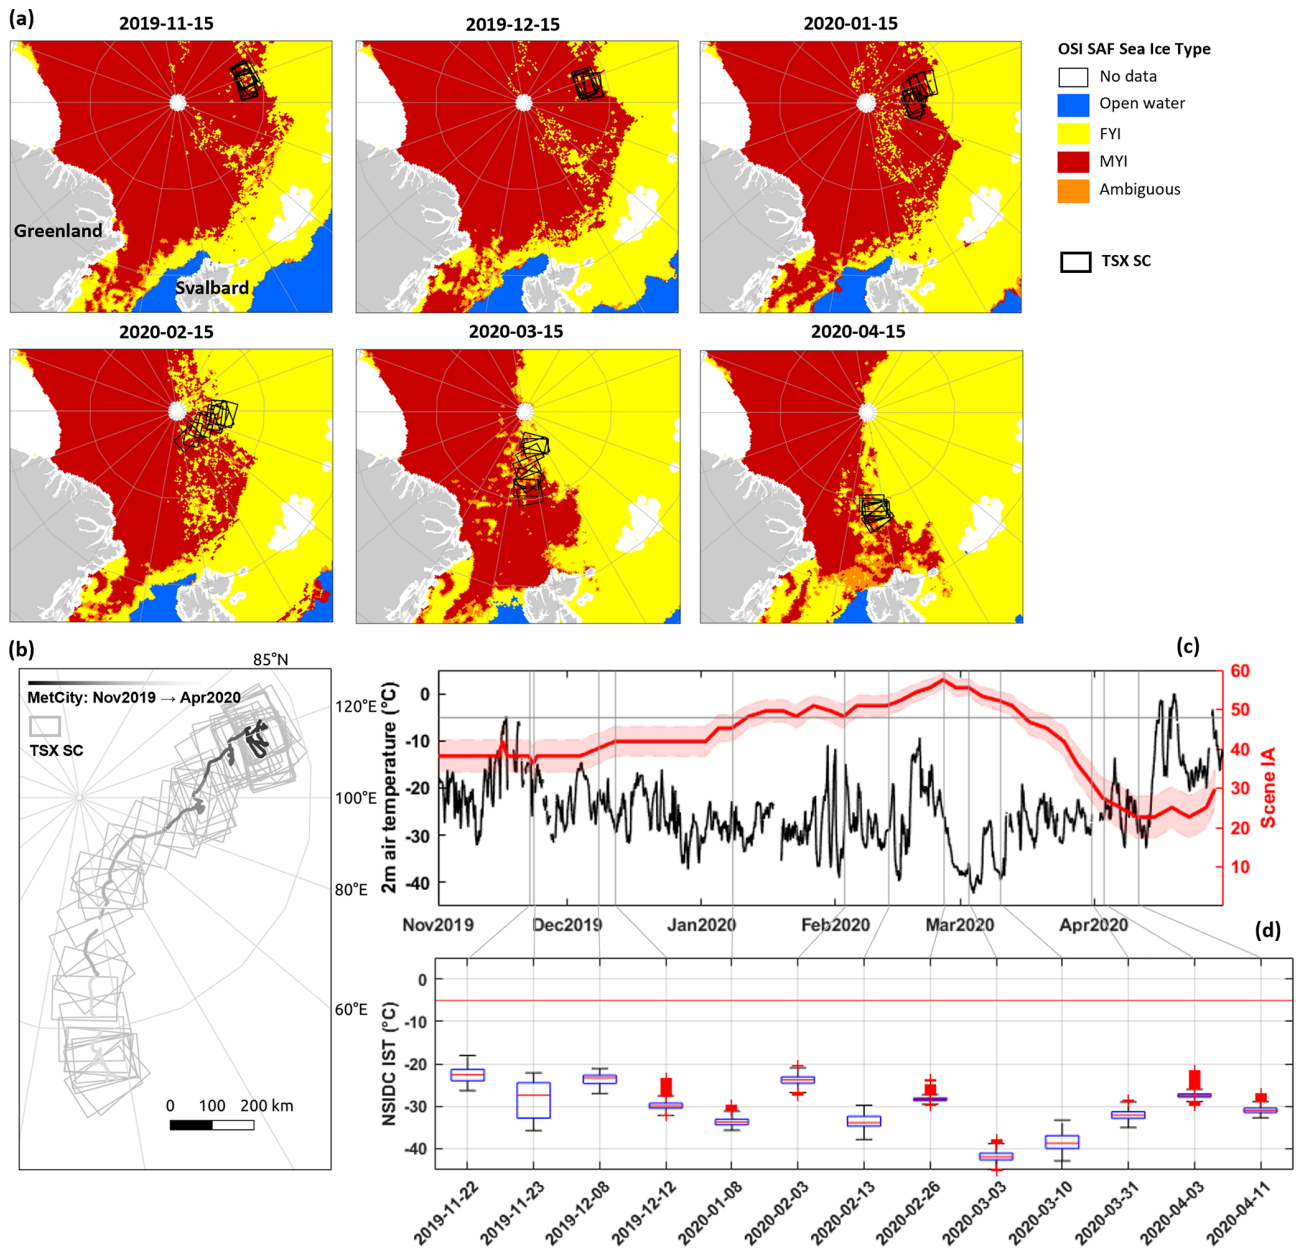 (a)
2019-11-15
2019-12-15
2020-01-15
OSI SAF Sea Ice Type
No data
Open water
FYI
MYI
Ambiguous
TSX SC
Greenland
Svalbard
2020-02-15
2020-03-15
2020-04-15
(b)
85°N
MetCity: Nov2019 → Apr2020
TSX SC
120°E
100°E
80°E
60°E
0 100 200 km
(c)
2m air temperature (°C)
0
-10
-20
-30
-40
60
50
40
30
20
10
Scene IA
Nov2019 Dec2019 Jan2020 Feb2020 Mar2020 Apr2020
(d)
NSIDC IST (°C)
0
-10
-20
-30
-40
2019-11-22
2019-11-23
2019-12-08
2019-12-12
2020-01-08
2020-02-03
2020-02-13
2020-02-26
2020-03-03
2020-03-10
2020-03-31
2020-04-03
2020-04-11